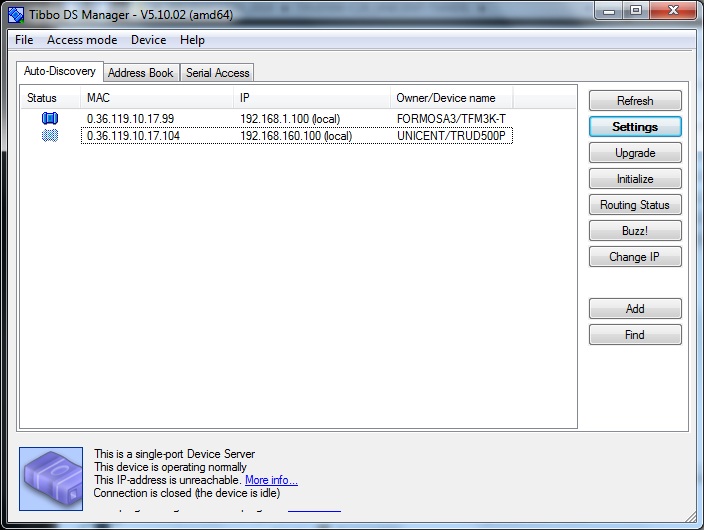 Tibbo DS Manager - V5.10.02 (amd64)
File Access mode Device Help
Auto-Discovery Address Book Serial Access
Status MAC IP Owner/Device name
0.36.119.10.17.99 192.168.1.100 (local) FORMOSA3/TFM3K-T
0.36.119.10.17.104 192.168.160.100 (local) UNICENT/TRUD500P
Refresh
Settings
Upgrade
Initialize
Routing Status
Buzz!
Change IP
Add
Find
This is a single-port Device Server
This device is operating normally
This IP-address is unreachable. More info...
Connection is closed (the device is idle)